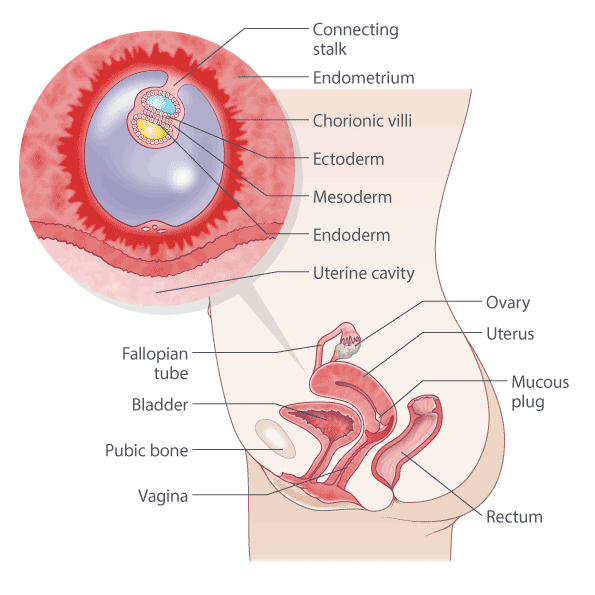 Connecting
stalk
Endometrium
Chorionic villi
Ectoderm
Mesoderm
Endoderm
Uterine cavity
Ovary
Uterus
Fallopian
tube
Mucous
plug
Bladder
Pubic bone
Vagina
Rectum